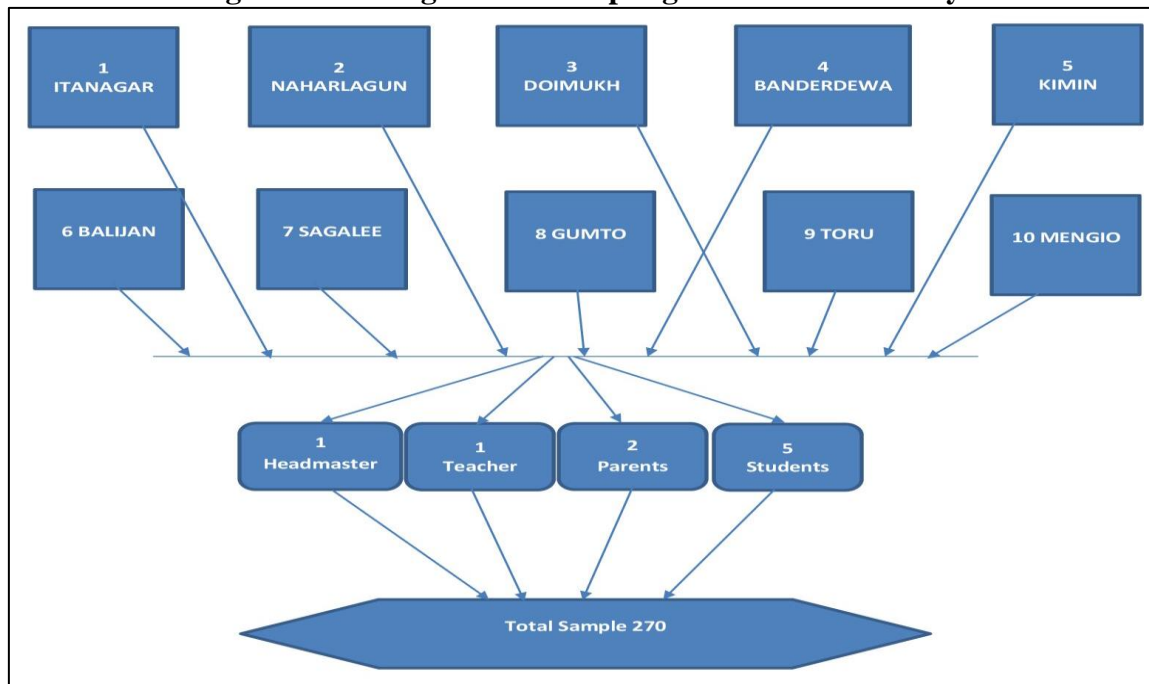 1
ITANAGAR
2
NAHARLAGUN
3
DOIMUKH
4
BANDERDEWA
5
KIMIN
6 BALIJAN
7 SAGALEE
8 GUMTO
9 TORU
10 MENGIO
1
Headmaster
1
Teacher
2
Parents
5
Students
Total Sample 270